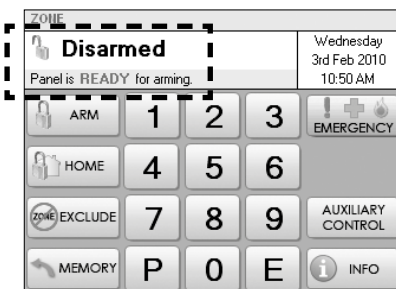 ZONE
Disarmed
Panel is READY for arming.
Wednesday
3rd Feb 2010
10:50 AM
ARM
1
2
3
EMERGENCY
HOME
4
5
6
ZONE EXCLUDE
7
8
9
AUXILIARY
CONTROL
MEMORY
P
0
E
i INFO